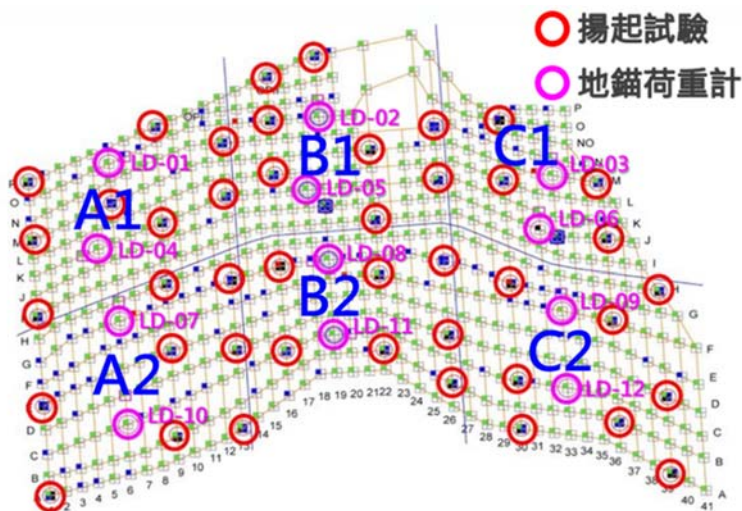 揚起試驗
地錨荷重計
LD-02
LD-01
B1
C1
LD-03
A1
LD-05
LD-04
LD-06
LD-08
B2
LD-07
LD-09
LD-11
A2
C2
LD-12
LD-10
P
O
NO
N
M
L
K
J
I
H
G
F
E
D
C
B
A
O
N
M
L
K
J
H
G
F
D
C
B
2
3
4
5
6
7
8
9
10
11
12
13
14
15
16
17
18
19
20
21
22
23
24
25
26
27
28
29
30
31
32
33
34
35
36
37
38
40
41